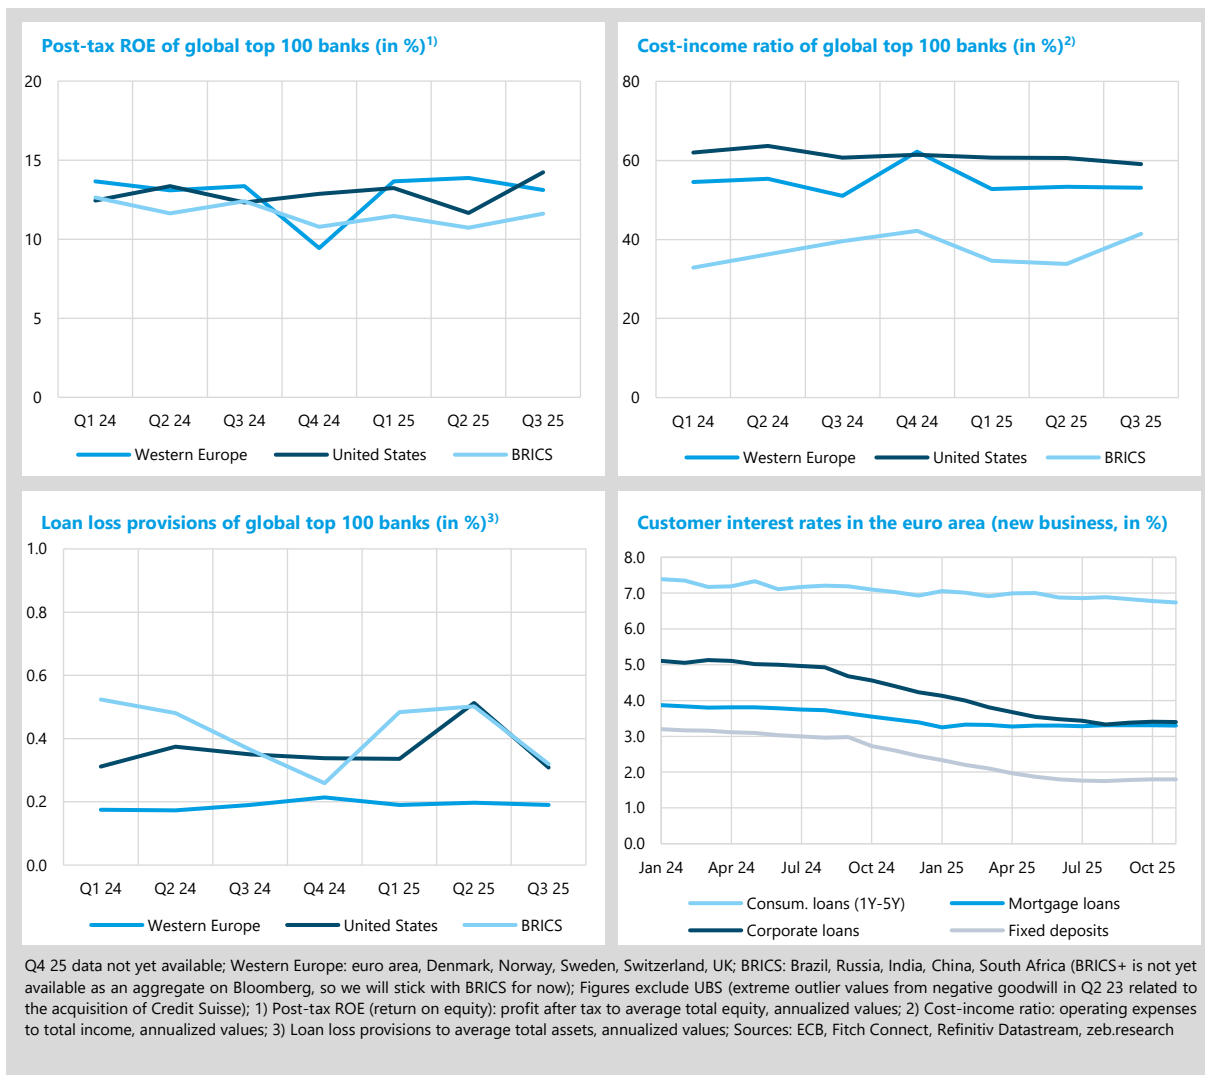 Post-tax ROE of global top 100 banks (in %)1)
20
15
10
5
0
Q1 24 Q2 24 Q3 24 Q4 24 Q1 25 Q2 25 Q3 25
Western Europe United States BRICS
Cost-income ratio of global top 100 banks (in %)2)
80
60
40
20
0
Q1 24 Q2 24 Q3 24 Q4 24 Q1 25 Q2 25 Q3 25
Western Europe United States BRICS
Loan loss provisions of global top 100 banks (in %)3)
1.0
0.8
0.6
0.4
0.2
0.0
Q1 24 Q2 24 Q3 24 Q4 24 Q1 25 Q2 25 Q3 25
Western Europe United States BRICS
Customer interest rates in the euro area (new business, in %)
8.0
7.0
6.0
5.0
4.0
3.0
2.0
1.0
0.0
Jan 24 Apr 24 Jul 24 Oct 24 Jan 25 Apr 25 Jul 25 Oct 25
Consum. loans (1Y-5Y) Mortgage loans
Corporate loans Fixed deposits
Q4 25 data not yet available; Western Europe: euro area, Denmark, Norway, Sweden, Switzerland, UK; BRICS: Brazil, Russia, India, China, South Africa (BRICS+ is not yet
available as an aggregate on Bloomberg, so we will stick with BRICS for now); Figures exclude UBS (extreme outlier values from negative goodwill in Q2 23 related to
the acquisition of Credit Suisse); 1) Post-tax ROE (return on equity): profit after tax to average total equity, annualized values; 2) Cost-income ratio: operating expenses
to total income, annualized values; 3) Loan loss provisions to average total assets, annualized values; Sources: ECB, Fitch Connect, Refinitiv Datastream, zeb.research